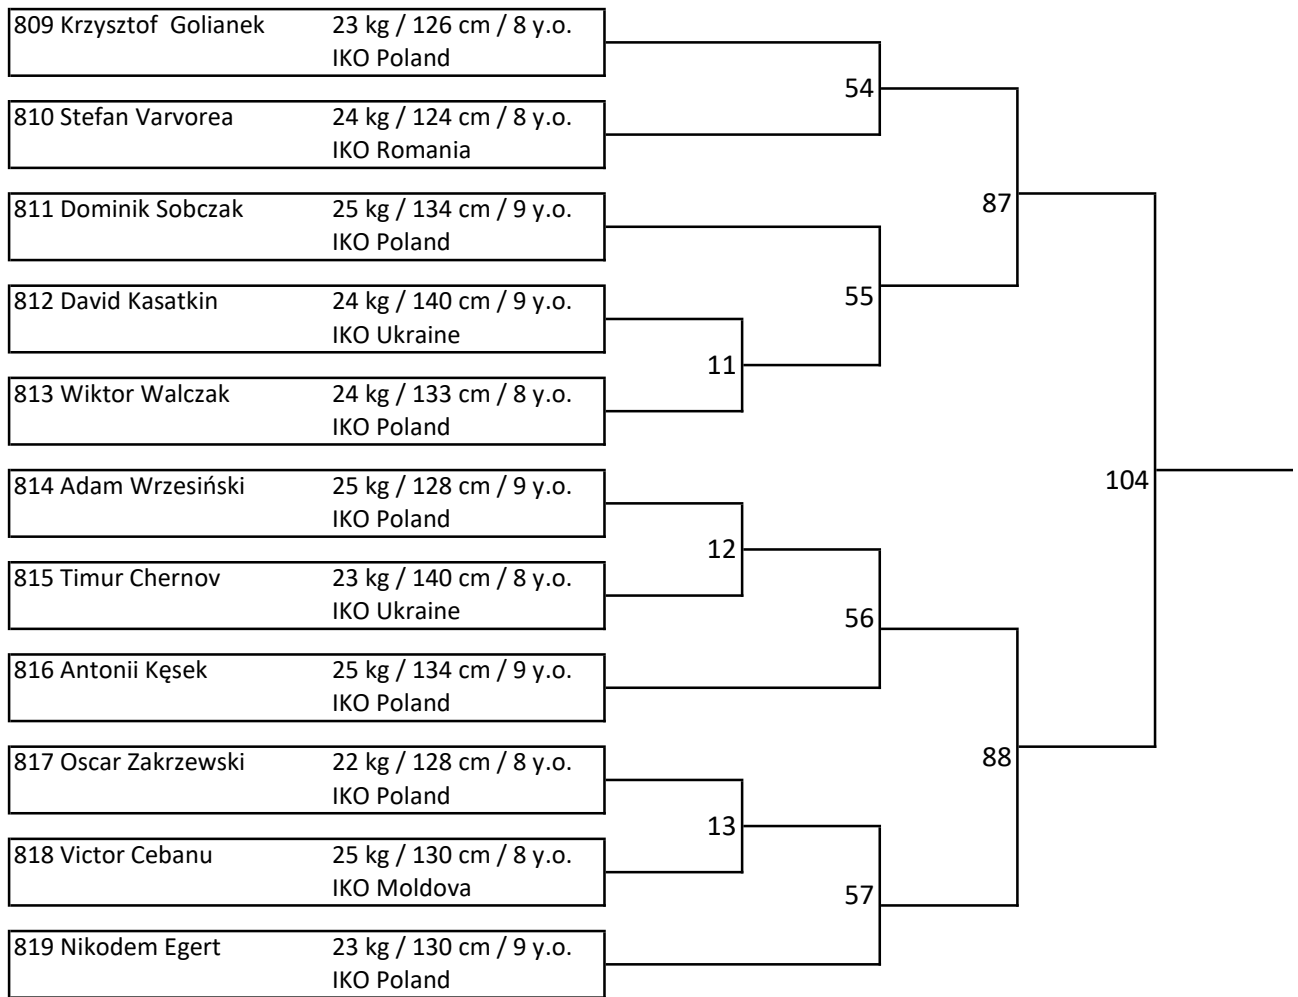 809 Krzysztof  Golianek 23 kg / 126 cm / 8 y.o.
IKO Poland
54
810 Stefan Varvorea 24 kg / 124 cm / 8 y.o.
IKO Romania
811 Dominik Sobczak 25 kg / 134 cm / 9 y.o.
87
IKO Poland
812 David Kasatkin 24 kg / 140 cm / 9 y.o.
55
IKO Ukraine
11
813 Wiktor Walczak 24 kg / 133 cm / 8 y.o.
IKO Poland
814 Adam Wrzesiński 25 kg / 128 cm / 9 y.o.
104
IKO Poland
12
815 Timur Chernov 23 kg / 140 cm / 8 y.o.
IKO Ukraine
56
816 Antonii Kęsek 25 kg / 134 cm / 9 y.o.
IKO Poland
817 Oscar Zakrzewski 22 kg / 128 cm / 8 y.o.
88
IKO Poland
13
818 Victor Cebanu 25 kg / 130 cm / 8 y.o.
IKO Moldova
57
819 Nikodem Egert 23 kg / 130 cm / 9 y.o.
IKO Poland